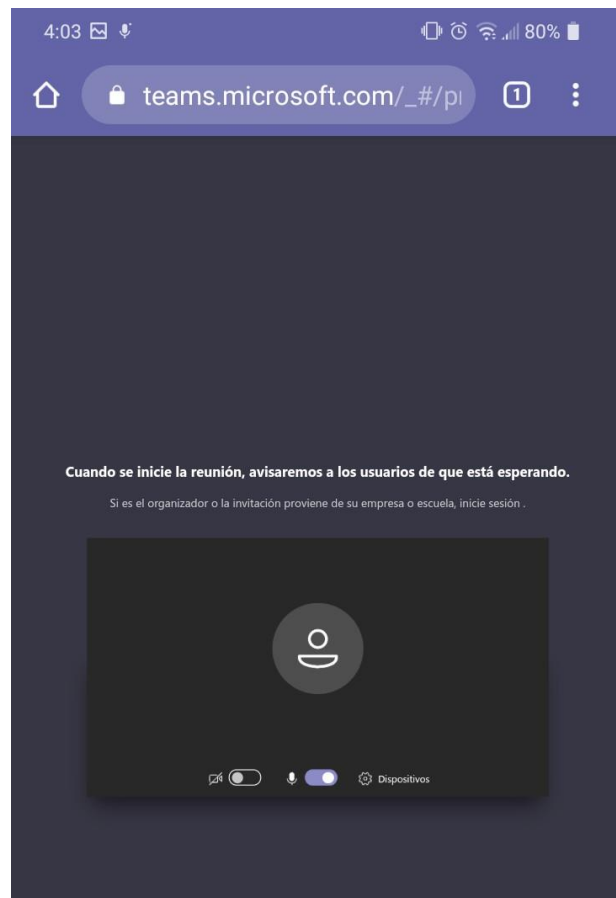 4:03 80%
teams.microsoft.com/_#/pr 1
Cuando se inicie la reunión, avisaremos a los usuarios de que está esperando.
Si es el organizador o la invitación proviene de su empresa o escuela, inicie sesión .
Dispositivos